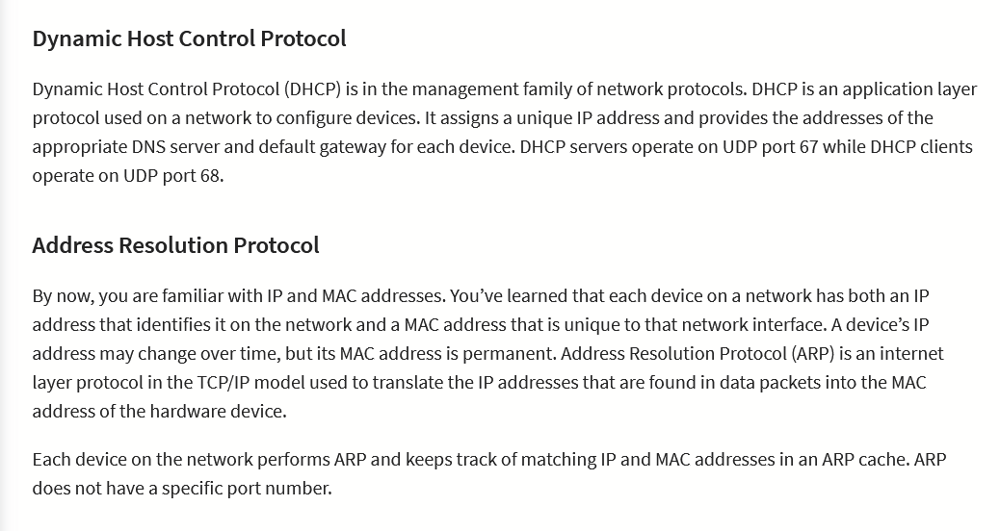 Dynamic Host Control Protocol
Dynamic Host Control Protocol (DHCP) is in the management family of network protocols. DHCP is an application layer
protocol used on a network to configure devices. It assigns a unique IP address and provides the addresses of the
appropriate DNS server and default gateway for each device. DHCP servers operate on UDP port 67 while DHCP clients
operate on UDP port 68.
Address Resolution Protocol
By now, you are familiar with IP and MAC addresses. You’ve learned that each device on a network has both an IP
address that identifies it on the network and a MAC address that is unique to that network interface. A device’s IP
address may change over time, but its MAC address is permanent. Address Resolution Protocol (ARP) is an internet
layer protocol in the TCP/IP model used to translate the IP addresses that are found in data packets into the MAC
address of the hardware device.
Each device on the network performs ARP and keeps track of matching IP and MAC addresses in an ARP cache. ARP
does not have a specific port number.